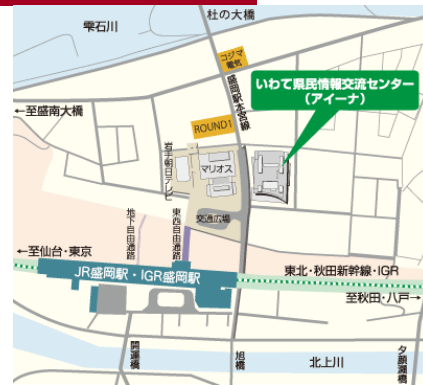 杜の大橋
雫石川
コジマ
電気
盛岡駅本宮線
いわて県民情報交流センター
（アイーナ）
←至盛南大橋
ROUND1
岩手朝日テレビ
マリオス
交通広場
地下自由通路
東西自由通路
←至仙台・東京
JR盛岡駅・IGR盛岡駅
東北・秋田新幹線・IGR
至秋田・八戸→
開運橋
旭橋
北上川
夕顔瀬橋